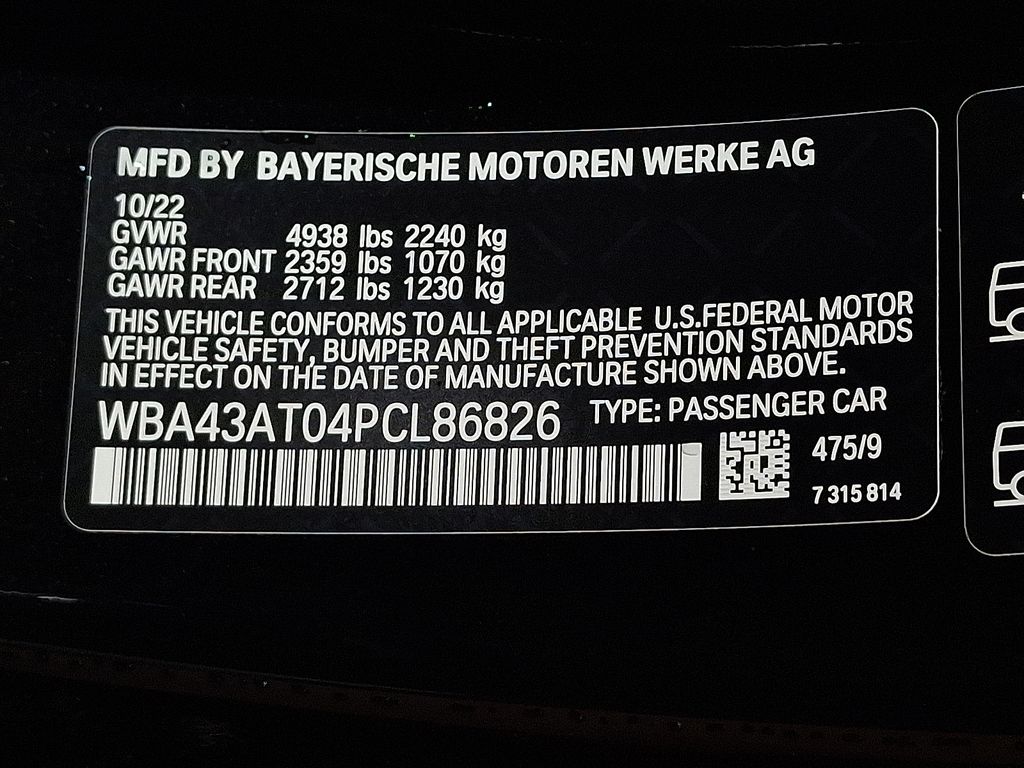 MFD BY BAYERISCHE MOTOREN WERKE AG
10/22
GVWR 4938 lbs 2240 kg
GAWR FRONT 2359 lbs 1070 kg
GAWR REAR 2712 lbs 1230 kg
THIS VEHICLE CONFORMS TO ALL APPLICABLE U.S.FEDERAL MOTOR
VEHICLE SAFETY, BUMPER AND THEFT PREVENTION STANDARDS
IN EFFECT ON THE DATE OF MANUFACTURE SHOWN ABOVE.
WBA43AT04PCL86826 TYPE: PASSENGER CAR
475/9
7 315 814